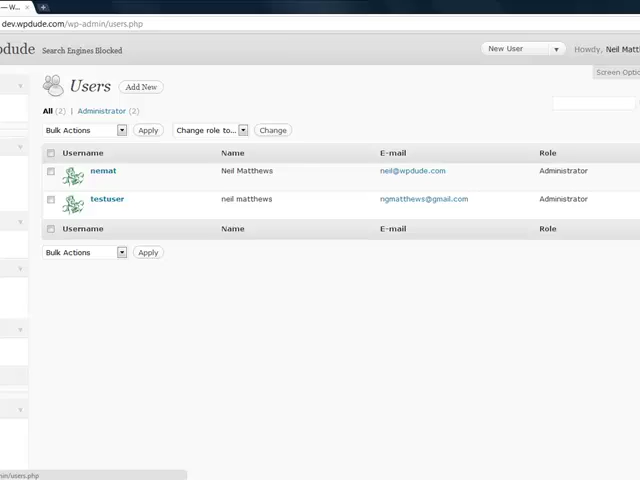 — W... ×
dev.wpdude.com/wp-admin/users.php
pdude Search Engines Blocked New User Howdy, Neil Matt
Screen Optio
Users Add New
All (2) | Administrator (2)
Bulk Actions Apply Change role to... Change
Username Name E-mail Role
nemat Neil Matthews neil@wpdude.com Administrator
testuser neil matthews ngmatthews@gmail.com Administrator
Username Name E-mail Role
Bulk Actions Apply
in/users.php